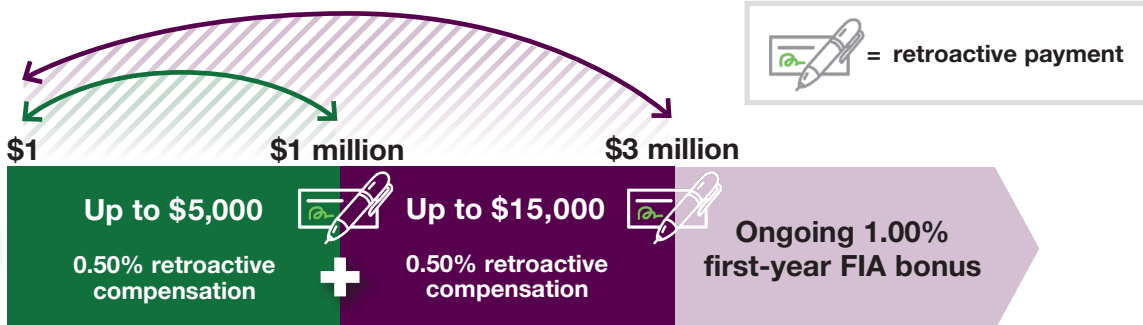 = retroactive payment
$1
$1 million
$3 million
Up to $5,000
0.50% retroactive
compensation
+
Up to $15,000
0.50% retroactive
compensation
Ongoing 1.00%
first-year FIA bonus